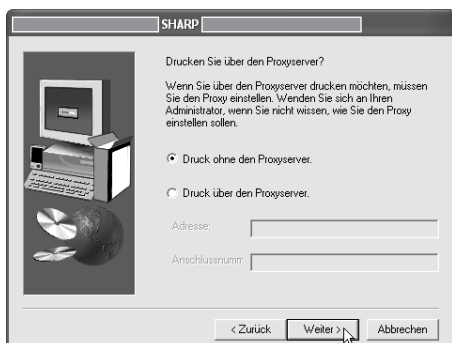 SHARP
Drucken Sie über den Proxyserver?
Wenn Sie über den Proxyserver drucken möchten, müssen
Sie den Proxy einstellen. Wenden Sie sich an Ihren
Administrator, wenn Sie nicht wissen, wie Sie den Proxy
einstellen sollen.
Druck ohne den Proxyserver.
Druck über den Proxyserver.
Adresse:
Anschlussnumm
< Zurück Weiter > Abbrechen